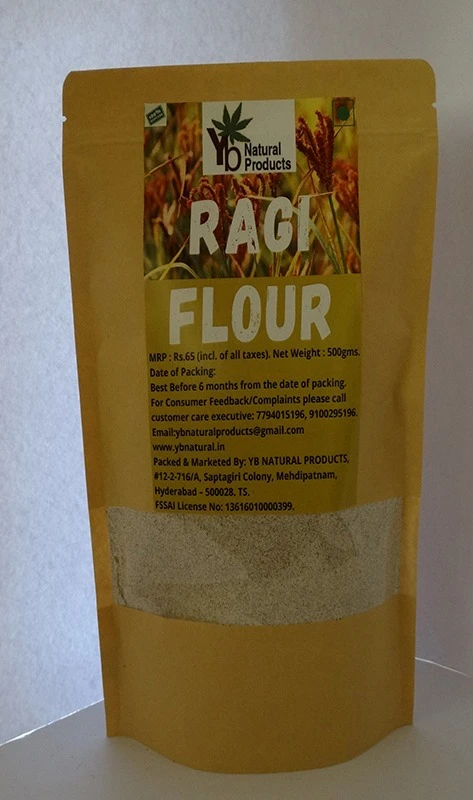 Yb Natural
Products
RAGI
FLOUR
MRP : Rs.65 (incl. of all taxes). Net Weight : 500gms.
Date of Packing:
Best Before 6 months from the date of packing.
For Consumer Feedback/Complaints please call
customer care executive: 7794015196, 9100295196.
Email:ybnaturalproducts@gmail.com
www.ybnatural.in
Packed & Marketed By: YB NATURAL PRODUCTS,
#12-2-716/A, Saptagiri Colony, Mehdipatnam,
Hyderabad - 500028. TS.
FSSAI License No: 13616010000399.